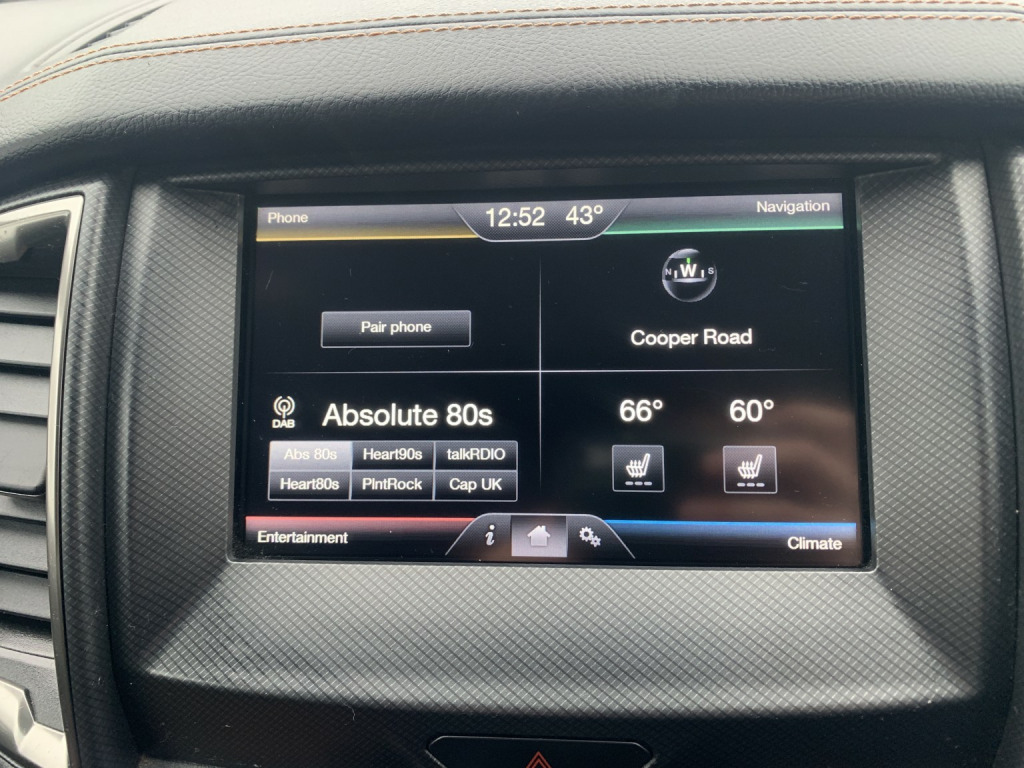 Phone 12:52 43° Navigation
N W S
Pair phone
Cooper Road
DAB Absolute 80s
66° 60°
Abs 80s Heart90s talkRDIO
Heart80s PlntRock Cap UK
Entertainment i Climate